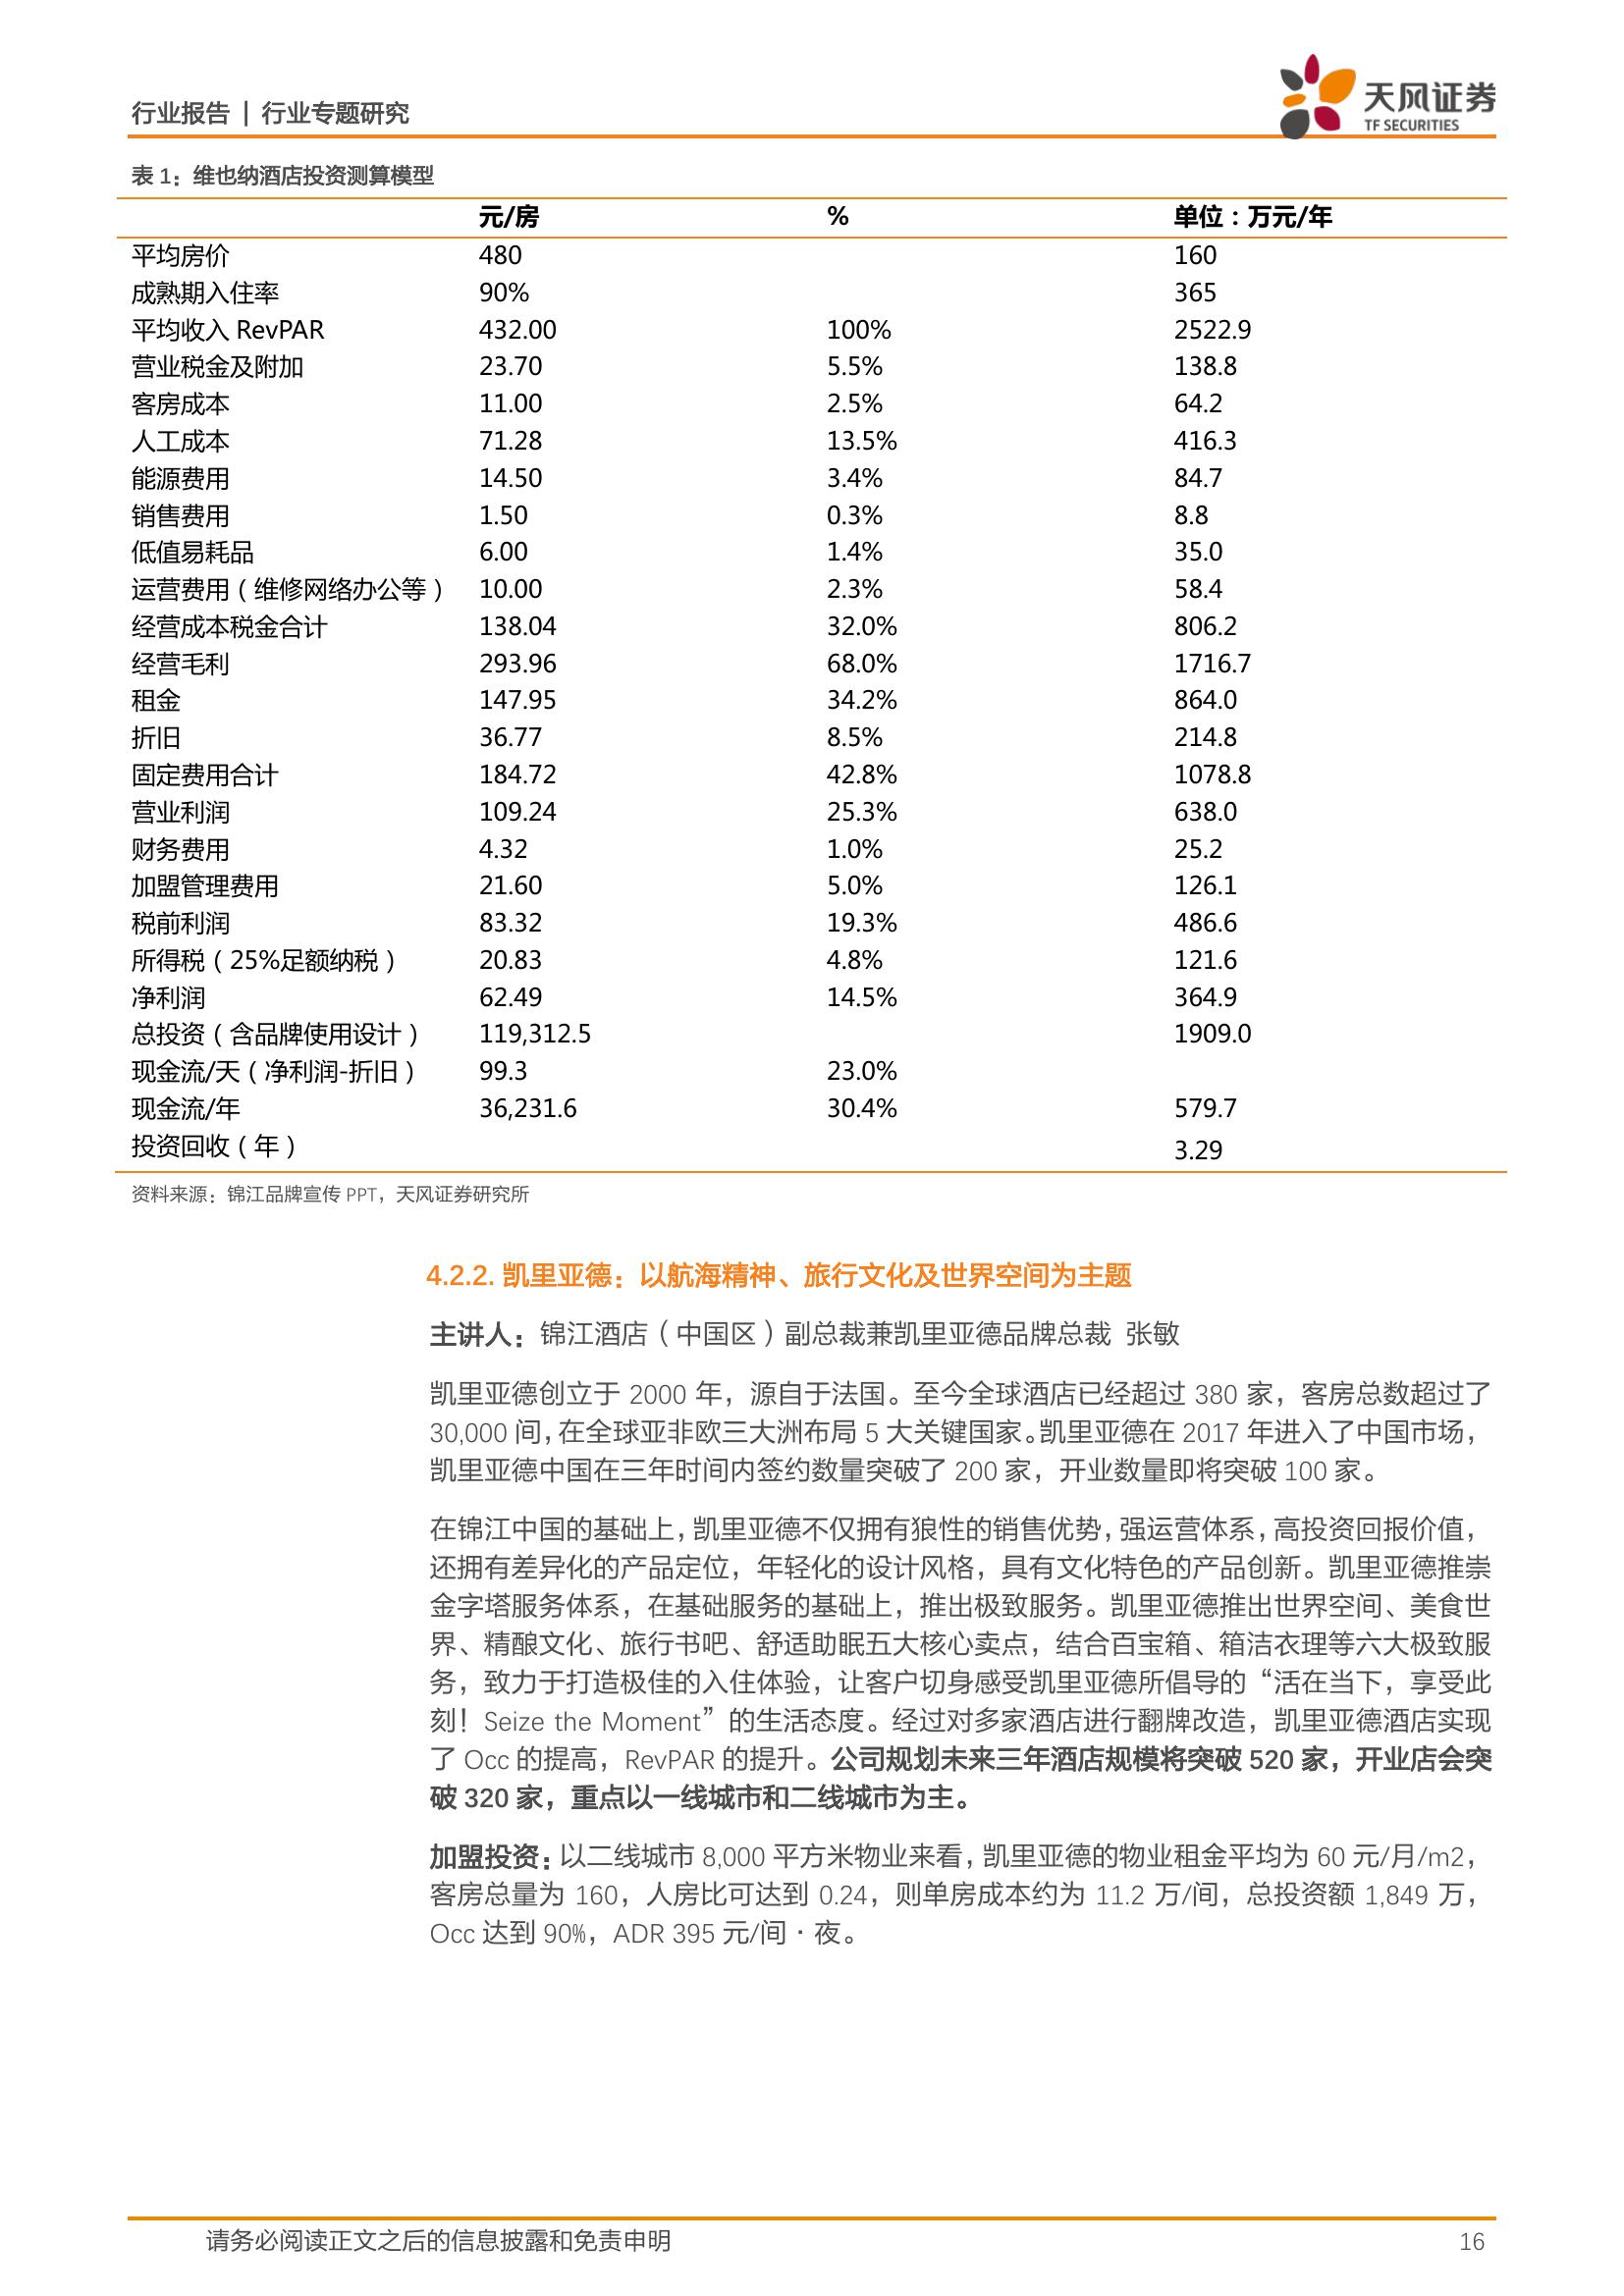 行业报告 | 行业专题研究
天风证券
TF SECURITIES
表 1：维也纳酒店投资测算模型
元/房 % 单位：万元/年
平均房价 480 160
成熟期入住率 90% 365
平均收入 RevPAR 432.00 100% 2522.9
营业税金及附加 23.70 5.5% 138.8
客房成本 11.00 2.5% 64.2
人工成本 71.28 13.5% 416.3
能源费用 14.50 3.4% 84.7
销售费用 1.50 0.3% 8.8
低值易耗品 6.00 1.4% 35.0
运营费用（维修网络办公等） 10.00 2.3% 58.4
经营成本税金合计 138.04 32.0% 806.2
经营毛利 293.96 68.0% 1716.7
租金 147.95 34.2% 864.0
折旧 36.77 8.5% 214.8
固定费用合计 184.72 42.8% 1078.8
营业利润 109.24 25.3% 638.0
财务费用 4.32 1.0% 25.2
加盟管理费用 21.60 5.0% 126.1
税前利润 83.32 19.3% 486.6
所得税（25%足额纳税） 20.83 4.8% 121.6
净利润 62.49 14.5% 364.9
总投资（含品牌使用设计） 119,312.5 1909.0
现金流/天（净利润-折旧） 99.3 23.0%
现金流/年 36,231.6 30.4% 579.7
投资回收（年） 3.29
资料来源：锦江品牌宣传 PPT，天风证券研究所
4.2.2. 凯里亚德：以航海精神、旅行文化及世界空间为主题
主讲人：锦江酒店（中国区）副总裁兼凯里亚德品牌总裁 张敏
凯里亚德创立于 2000 年，源自于法国。至今全球酒店已经超过 380 家，客房总数超过了
30,000 间，在全球亚非欧三大洲布局 5 大关键国家。凯里亚德在 2017 年进入了中国市场，
凯里亚德中国在三年时间内签约数量突破了 200 家，开业数量即将突破 100 家。
在锦江中国的基础上，凯里亚德不仅拥有狼性的销售优势，强运营体系，高投资回报价值，
还拥有差异化的产品定位，年轻化的设计风格，具有文化特色的产品创新。凯里亚德推崇
金字塔服务体系，在基础服务的基础上，推出极致服务。凯里亚德推出世界空间、美食世
界、精酿文化、旅行书吧、舒适助眠五大核心卖点，结合百宝箱、箱洁衣理等六大极致服
务，致力于打造极佳的入住体验，让客户切身感受凯里亚德所倡导的“活在当下，享受此
刻！Seize the Moment”的生活态度。经过对多家酒店进行翻牌改造，凯里亚德酒店实现
了 Occ 的提高，RevPAR 的提升。公司规划未来三年酒店规模将突破 520 家，开业店会突
破 320 家，重点以一线城市和二线城市为主。
加盟投资：以二线城市 8,000 平方米物业来看，凯里亚德的物业租金平均为 60 元/月/m2，
客房总量为 160，人房比可达到 0.24，则单房成本约为 11.2 万/间，总投资额 1,849 万，
Occ 达到 90%，ADR 395 元/间·夜。
请务必阅读正文之后的信息披露和免责申明 16